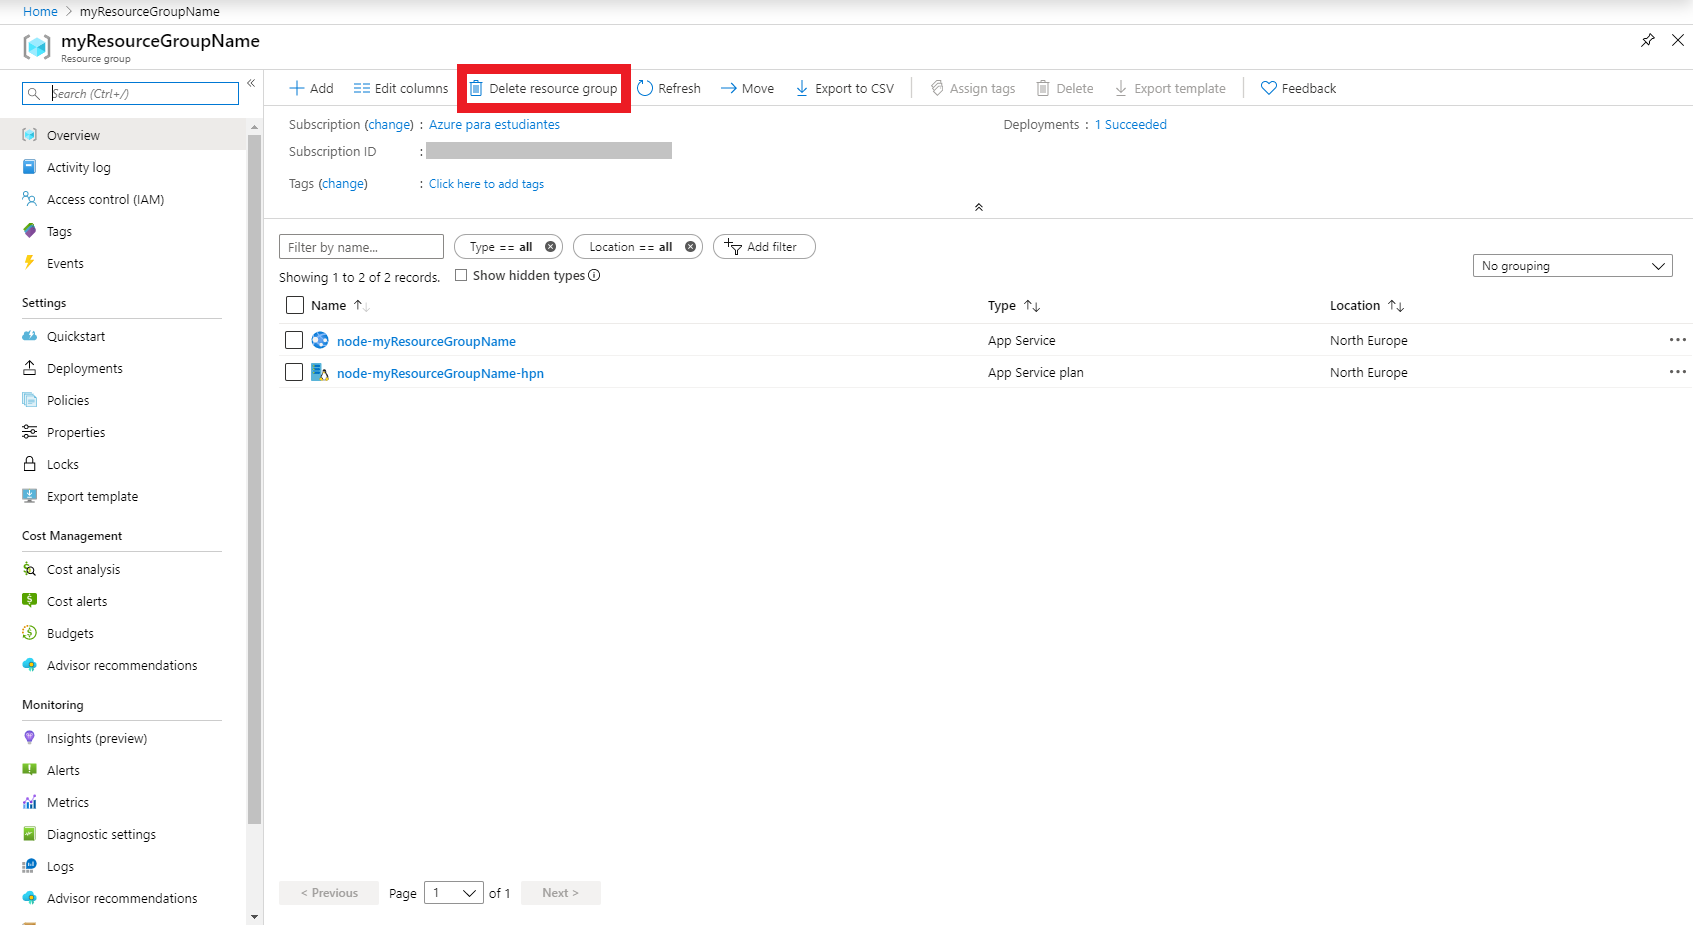 Home > myResourceGroupName
myResourceGroupName
Resource group
Search (Ctrl+/)
«
Overview
Activity log
Access control (IAM)
Tags
Events
Settings
Quickstart
Deployments
Policies
Properties
Locks
Export template
Cost Management
Cost analysis
Cost alerts
Budgets
Advisor recommendations
Monitoring
Insights (preview)
Alerts
Metrics
Diagnostic settings
Logs
Advisor recommendations
Add Edit columns Delete resource group Refresh Move Export to CSV Assign tags Delete Export template Feedback
Subscription (change) : Azure para estudiantes Deployments : 1 Succeeded
Subscription ID :
Tags (change) : Click here to add tags
Filter by name... Type == all Location == all Add filter
No grouping
Showing 1 to 2 of 2 records. Show hidden types
Name Type Location
node-myResourceGroupName App Service North Europe
node-myResourceGroupName-hpn App Service plan North Europe
< Previous Page 1 of 1 Next >